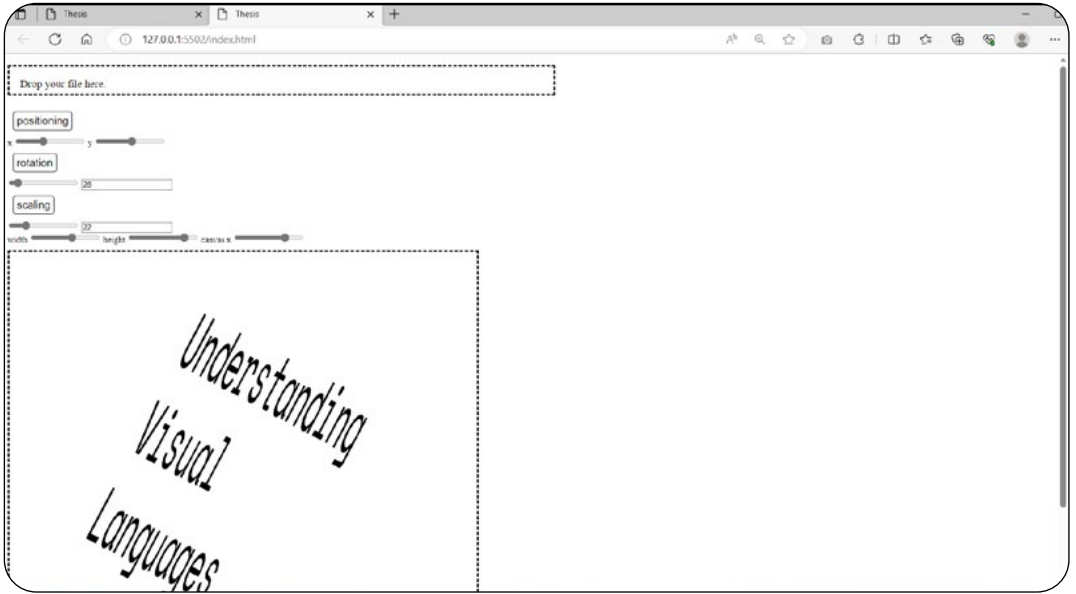 Thesis
Thesis
127.0.0.1:5502/index.html
Drop your file here.
positioning
x y
rotation
28
scaling
22
width height canvas x
Understanding
Visual
Languages